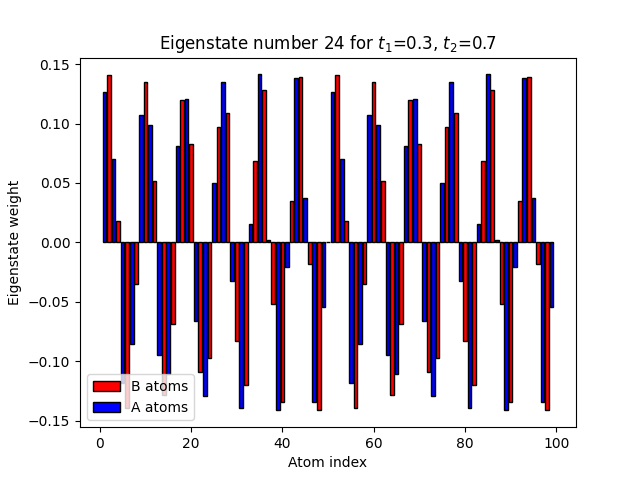 Eigenstate number 24 for t₁=0.3, t₂=0.7
Eigenstate weight
0.15
0.10
0.05
0.00
−0.05
−0.10
−0.15
B atoms
A atoms
0 20 40 60 80 100
Atom index